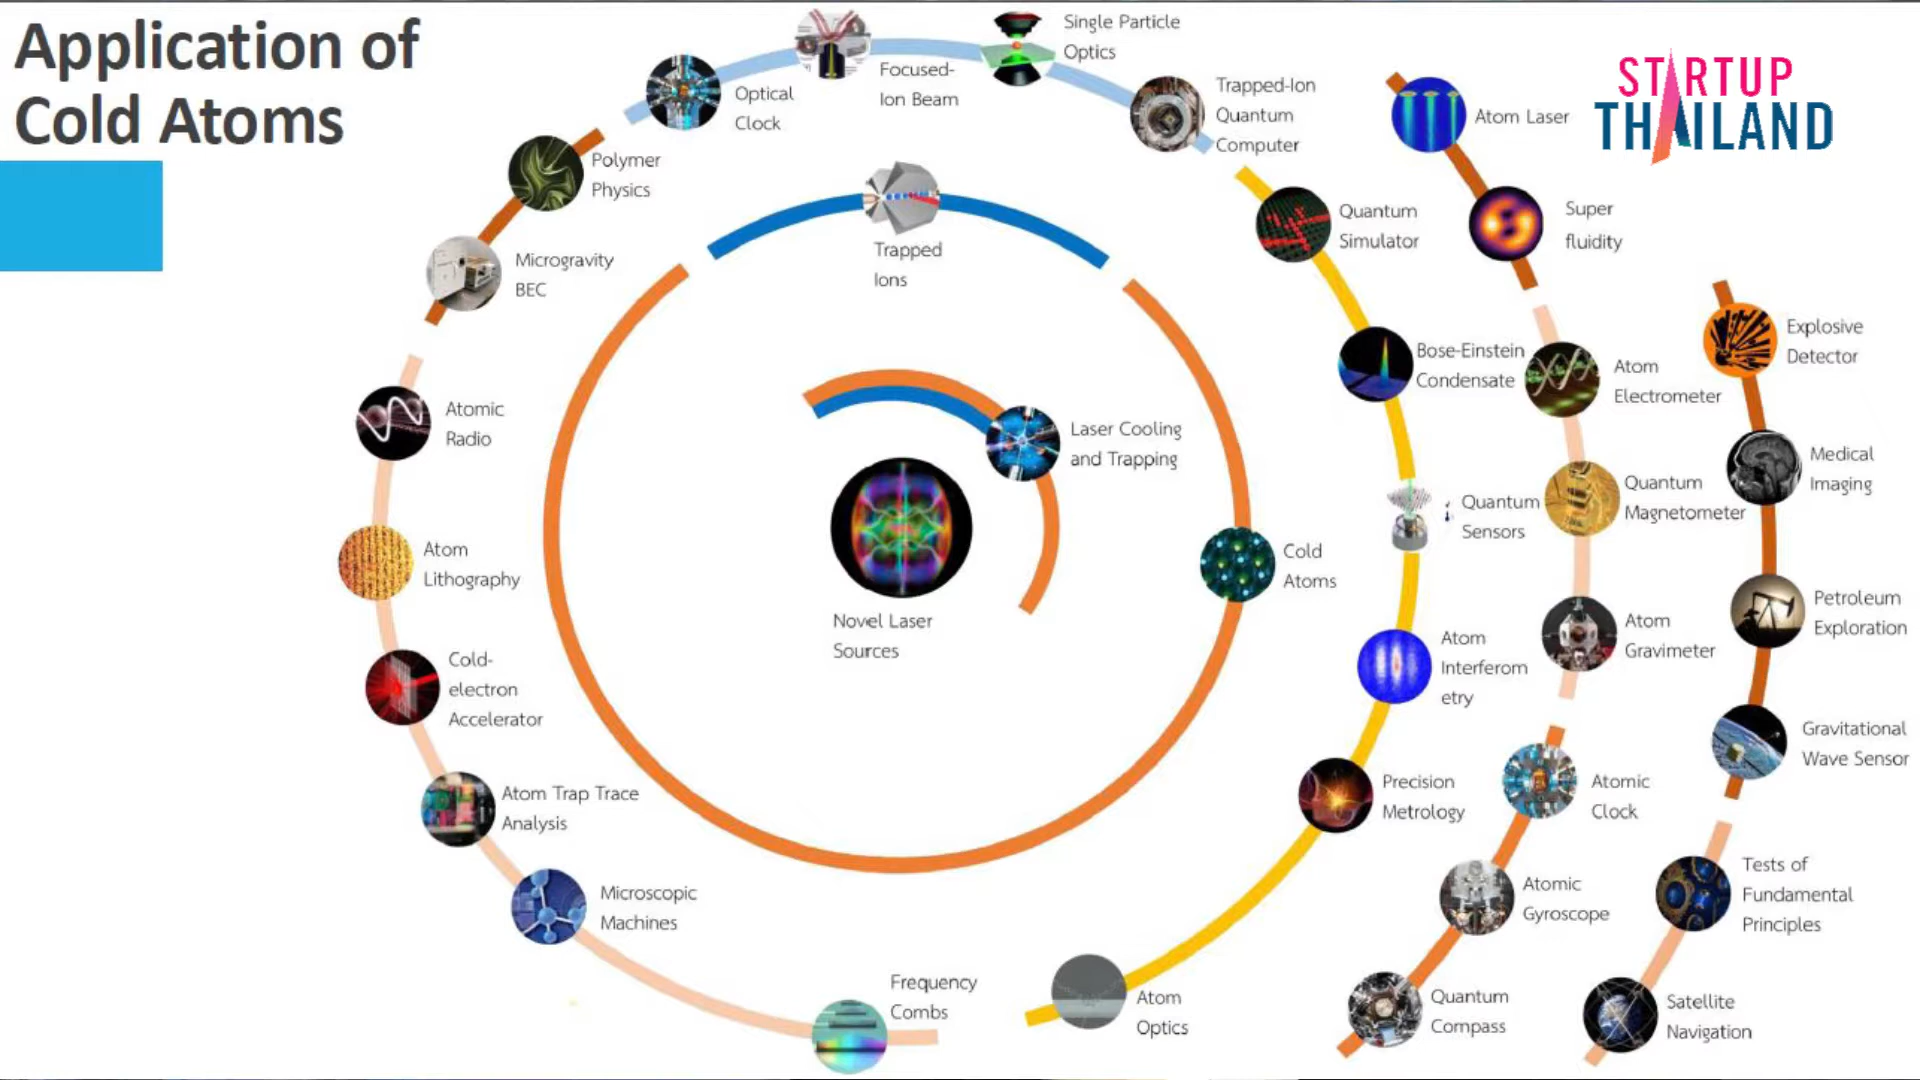 Application of
Cold Atoms
STARTUP
THAILAND
Single Particle
Optics
Focused-
Ion Beam
Optical
Clock
Trapped-Ion
Quantum
Computer
Atom Laser
Polymer
Physics
Microgravity
BEC
Trapped
Ions
Quantum
Simulator
Super
fluidity
Explosive
Detector
Bose-Einstein
Condensate
Atom
Electrometer
Atomic
Radio
Laser Cooling
and Trapping
Medical
Imaging
Quantum
Sensors
Quantum
Magnetometer
Atom
Lithography
Cold
Atoms
Petroleum
Exploration
Novel Laser
Sources
Atom
Interferom
etry
Atom
Gravimeter
Cold-
electron
Accelerator
Gravitational
Wave Sensor
Atom Trap Trace
Analysis
Precision
Metrology
Atomic
Clock
Microscopic
Machines
Atomic
Gyroscope
Tests of
Fundamental
Principles
Frequency
Combs
Atom
Optics
Quantum
Compass
Satellite
Navigation